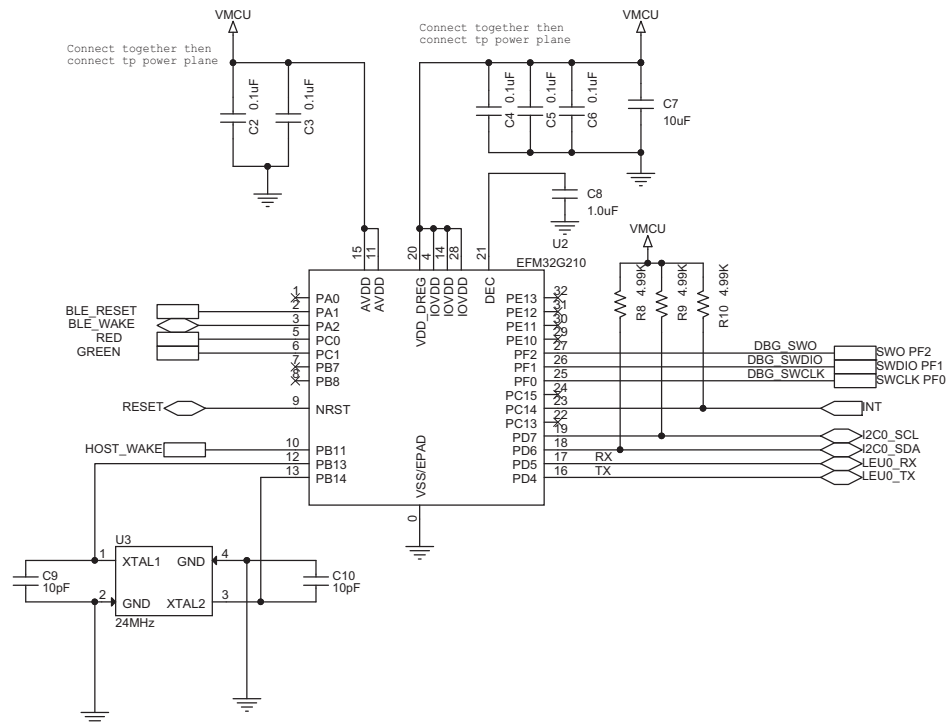 VMCU
VMCU
Connect together then
connect tp power plane
Connect together then
connect tp power plane
C2 0.1uF
C3 0.1uF
C4 0.1uF
C5 0.1uF
C6 0.1uF
C7
10uF
C8
1.0uF
U2
EFM32G210
VMCU
R8 4.99K
R9 4.99K
R10 4.99K
15
11
20
4
14
28
21
AVDD
AVDD
VDD_DREG
IOVDD
IOVDD
IOVDD
DEC
BLE_RESET
BLE_WAKE
RED
GREEN
RESET
HOST_WAKE
1 PA0
2 PA1
3 PA2
5 PC0
6 PC1
7 PB7
8 PB8
9 NRST
10 PB11
12 PB13
13 PB14
VSS/EPAD
0
PE13 32
PE12 31
PE11 30
PE10 29
PF2 27 DBG_SWO SWO PF2
PF1 26 DBG_SWDIO SWDIO PF1
PF0 25 DBG_SWCLK SWCLK PF0
PC15 24
PC14 23 INT
PC13 22
PD7 19 I2C0_SCL
PD6 18 I2C0_SDA
PD5 17 RX LEU0_RX
PD4 16 TX LEU0_TX
U3
1 XTAL1 GND 4
2 GND XTAL2 3
24MHz
C9
10pF
C10
10pF